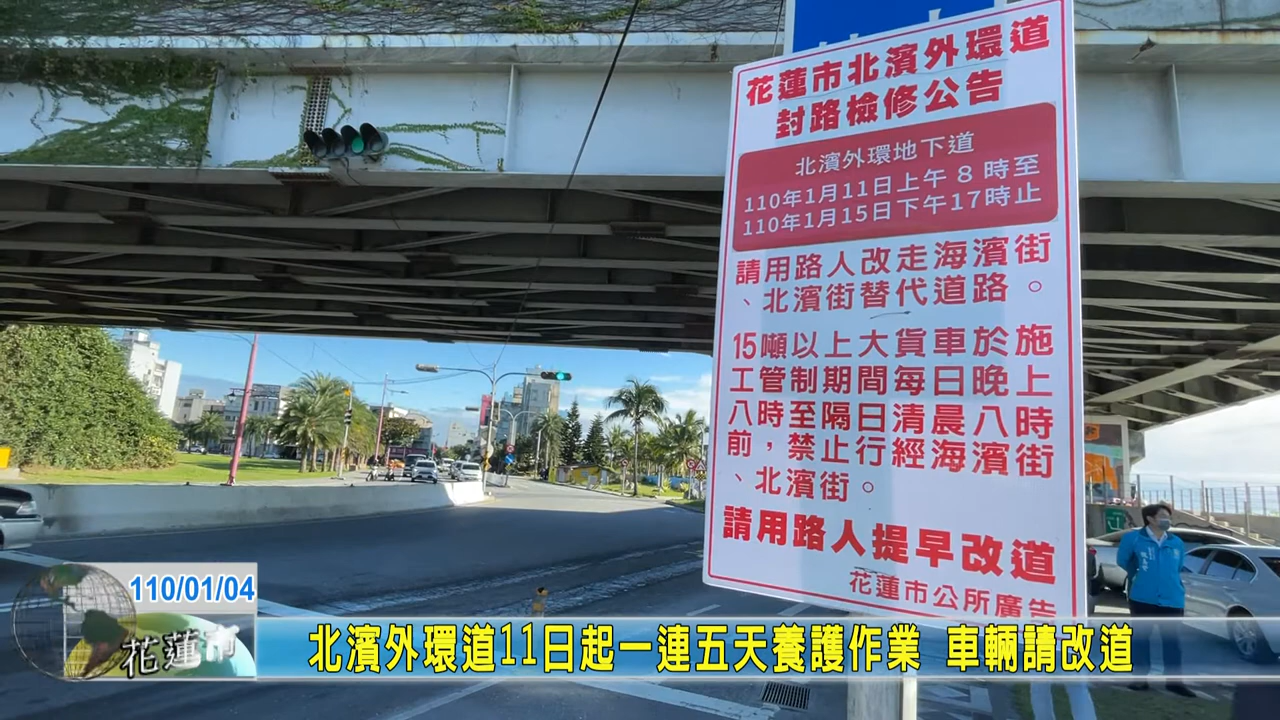 花蓮市北濱外環道
封路檢修公告
北濱外環地下道
110年1月11日上午8時至
110年1月15日下午17時止
請用路人改走海濱街
、北濱街替代道路。
15噸以上大貨車於施
工管制期間每日晚上
八時至隔日清晨八時
前，禁止行經海濱街
、北濱街。
請用路人提早改道
花蓮市公所廣告
110/01/04
花蓮市
北濱外環道11日起一連五天養護作業 車輛請改道